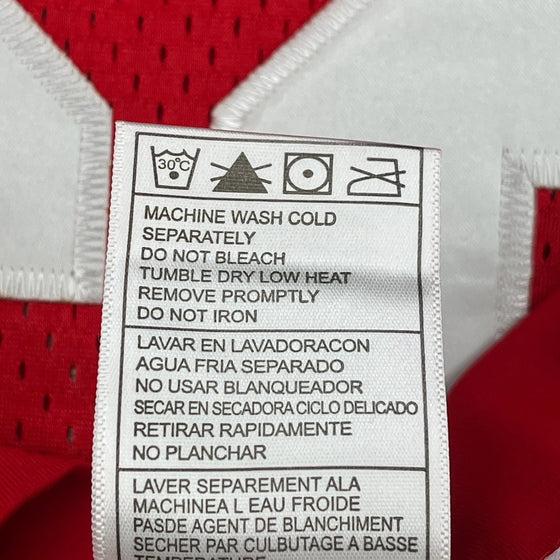 30°C
MACHINE WASH COLD
SEPARATELY
DO NOT BLEACH
TUMBLE DRY LOW HEAT
REMOVE PROMPTLY
DO NOT IRON
LAVAR EN LAVADORACON
AGUA FRIA SEPARADO
NO USAR BLANQUEADOR
SECAR EN SECADORA CICLO DELICADO
RETIRAR RAPIDAMENTE
NO PLANCHAR
LAVER SEPAREMENT ALA
MACHINEA L EAU FROIDE
PASDE AGENT DE BLANCHIMENT
SECHER PAR CULBUTAGE A BASSE
TEMPERATURE